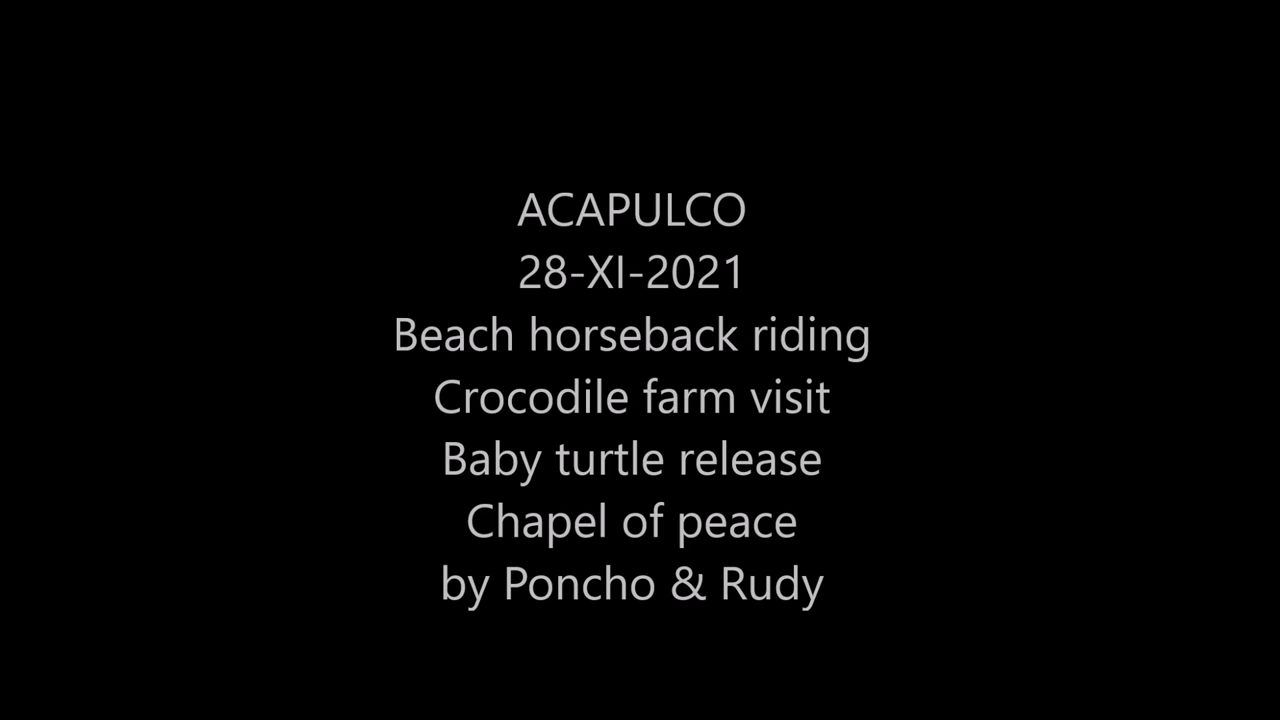 ACAPULCO
28-XI-2021
Beach horseback riding
Crocodile farm visit
Baby turtle release
Chapel of peace
by Poncho & Rudy